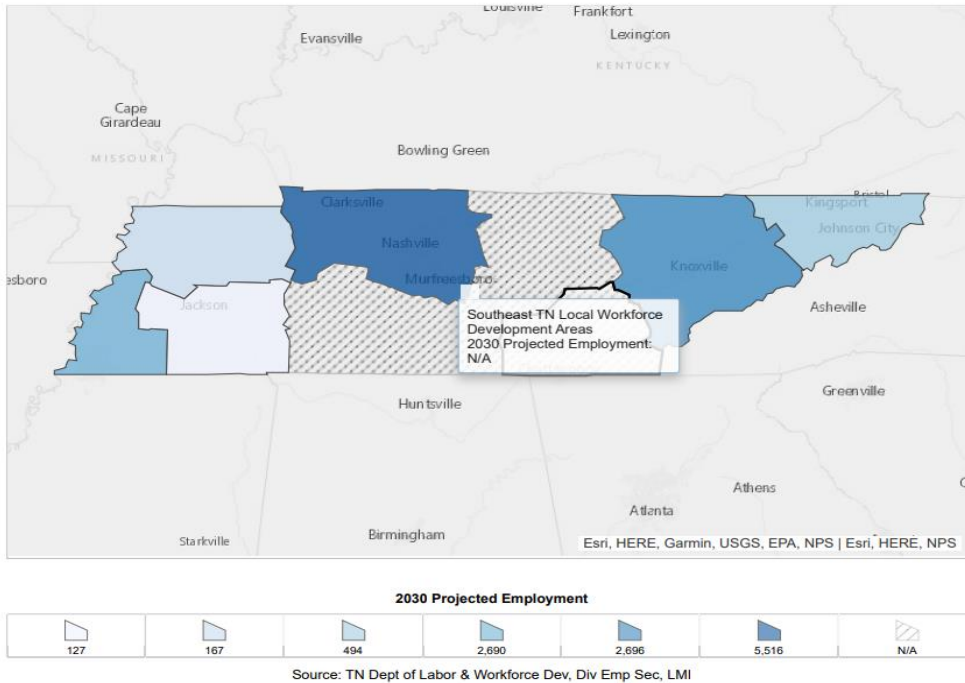 Louisville
Frankfort
Evansville
Lexington
KENTUCKY
Cape
Girardeau
MISSOURI
Bowling Green
Bristol
Clarksville
Kingsport
Johnson City
Nashville
Knoxville
esboro
Murfreesboro
Jackson
Asheville
Southeast TN Local Workforce
Development Areas
2030 Projected Employment:
N/A
Greenville
Huntsville
Athens
Atlanta
Birmingham
Starkville
Esri, HERE, Garmin, USGS, EPA, NPS | Esri, HERE, NPS
2030 Projected Employment
127 167 494 2,690 2,696 5,516 N/A
Source: TN Dept of Labor & Workforce Dev, Div Emp Sec, LMI